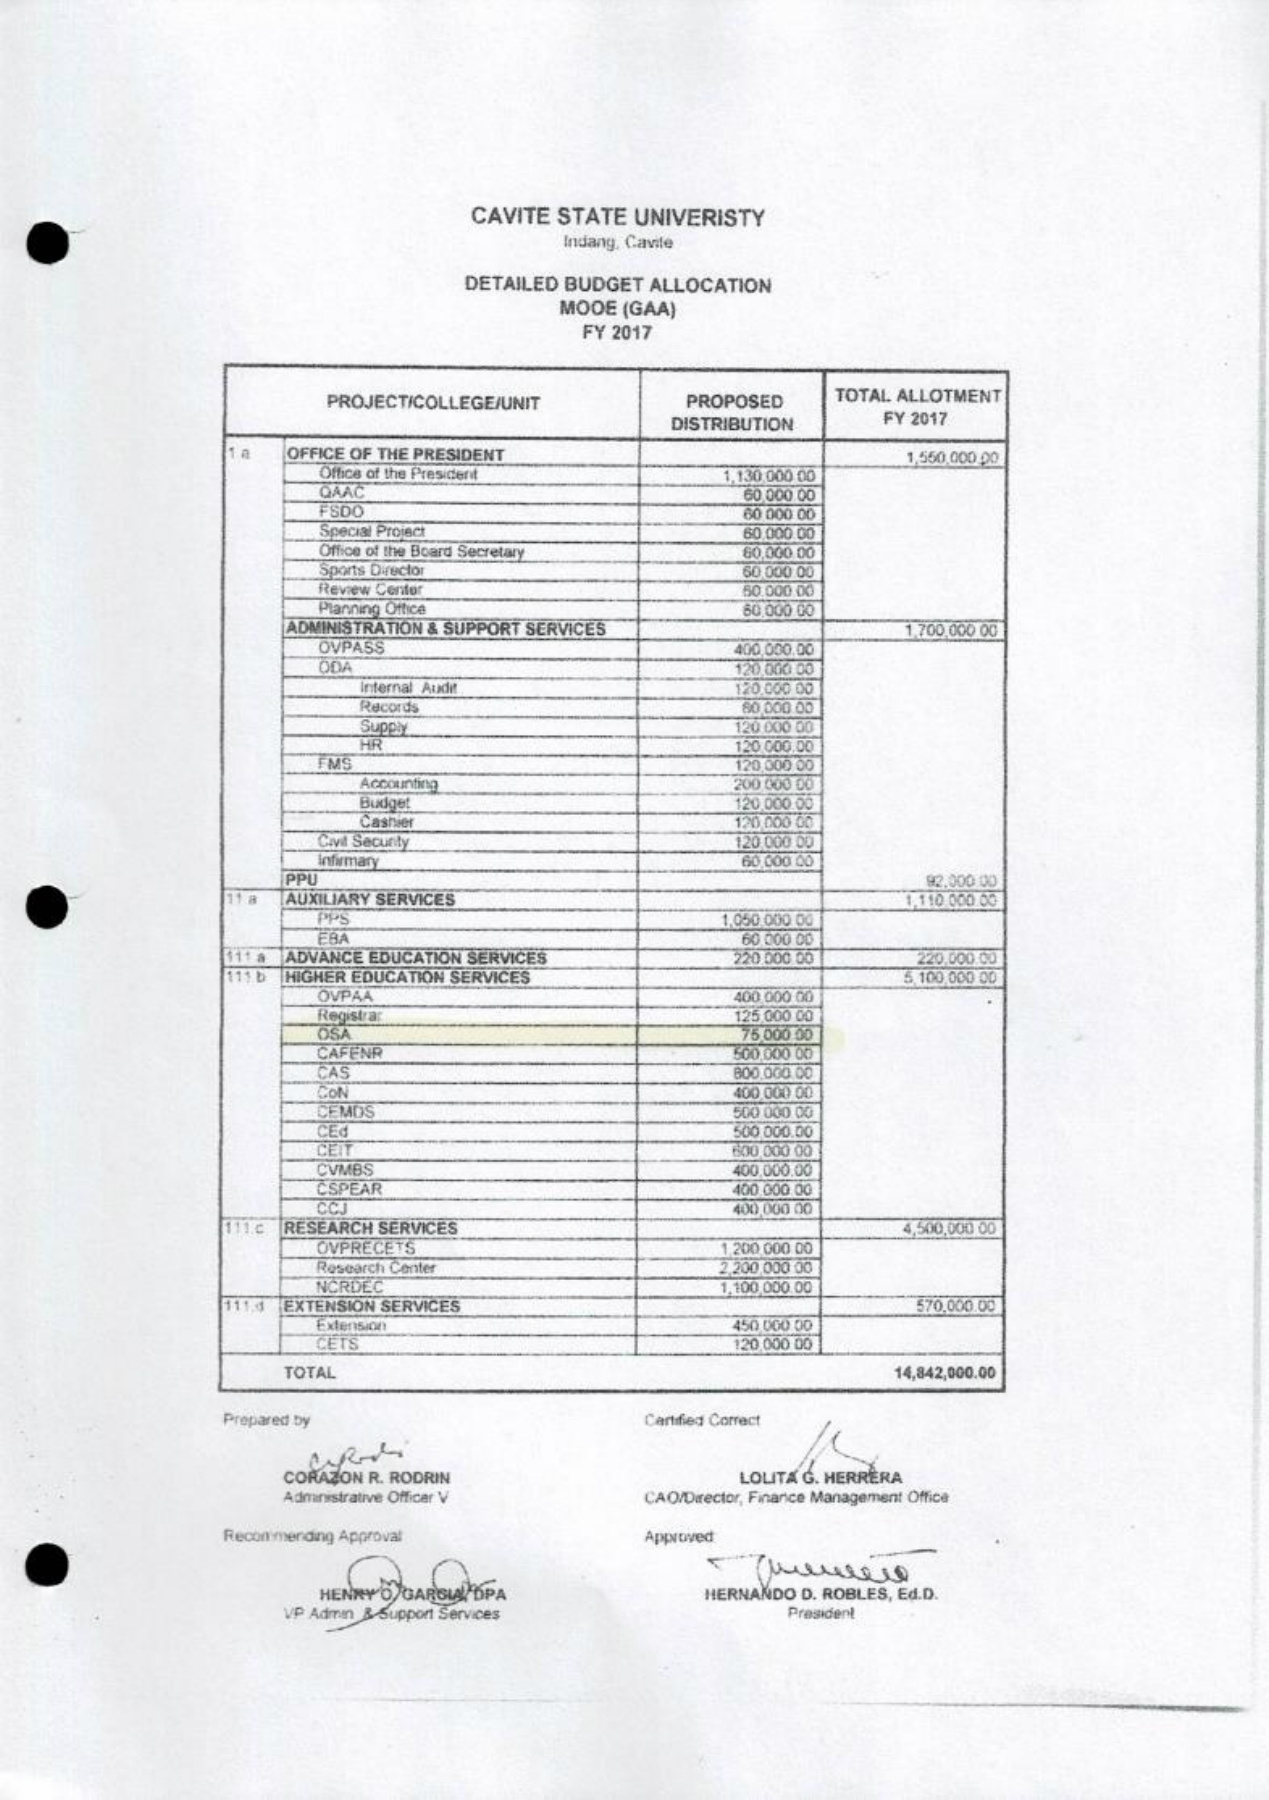 CAVITE STATE UNIVERISTY
Indang, Cavite
DETAILED BUDGET ALLOCATION
MOOE (GAA)
FY 2017
PROJECT/COLLEGE/UNIT PROPOSED DISTRIBUTION TOTAL ALLOTMENT FY 2017
1 a OFFICE OF THE PRESIDENT 1,550,000.00
Office of the President 1,130,000.00
QAAC 60,000.00
FSDO 60,000.00
Special Project 60,000.00
Office of the Board Secretary 60,000.00
Sports Director 60,000.00
Review Center 60,000.00
Planning Office 60,000.00
ADMINISTRATION & SUPPORT SERVICES 1,700,000.00
OVPASS 400,000.00
ODA 120,000.00
Internal Audit 120,000.00
Records 80,000.00
Supply 120,000.00
HR 120,000.00
FMS 120,000.00
Accounting 200,000.00
Budget 120,000.00
Cashier 120,000.00
Civil Security 120,000.00
Infirmary 60,000.00
PPU 92,000.00
11 a AUXILIARY SERVICES 1,110,000.00
PPS 1,050,000.00
EBA 60,000.00
111 a ADVANCE EDUCATION SERVICES 220,000.00 220,000.00
111.b HIGHER EDUCATION SERVICES 5,100,000.00
OVPAA 400,000.00
Registrar 125,000.00
OSA 75,000.00
CAFENR 500,000.00
CAS 800,000.00
CoN 400,000.00
CEMDS 500,000.00
CEd 500,000.00
CEIT 600,000.00
CVMBS 400,000.00
CSPEAR 400,000.00
CCJ 400,000.00
111.c RESEARCH SERVICES 4,500,000.00
OVPRECETS 1,200,000.00
Research Center 2,200,000.00
NCRDEC 1,100,000.00
111.d EXTENSION SERVICES 570,000.00
Extension 450,000.00
CETS 120,000.00
TOTAL 14,842,000.00
Prepared by Certified Correct
CORAZON R. RODRIN LOLITA G. HERRERA
Administrative Officer V CAO/Director, Finance Management Office
Recommending Approval Approved
HENRY O. GARCIA, DPA HERNANDO D. ROBLES, Ed.D.
VP Admin. & Support Services President